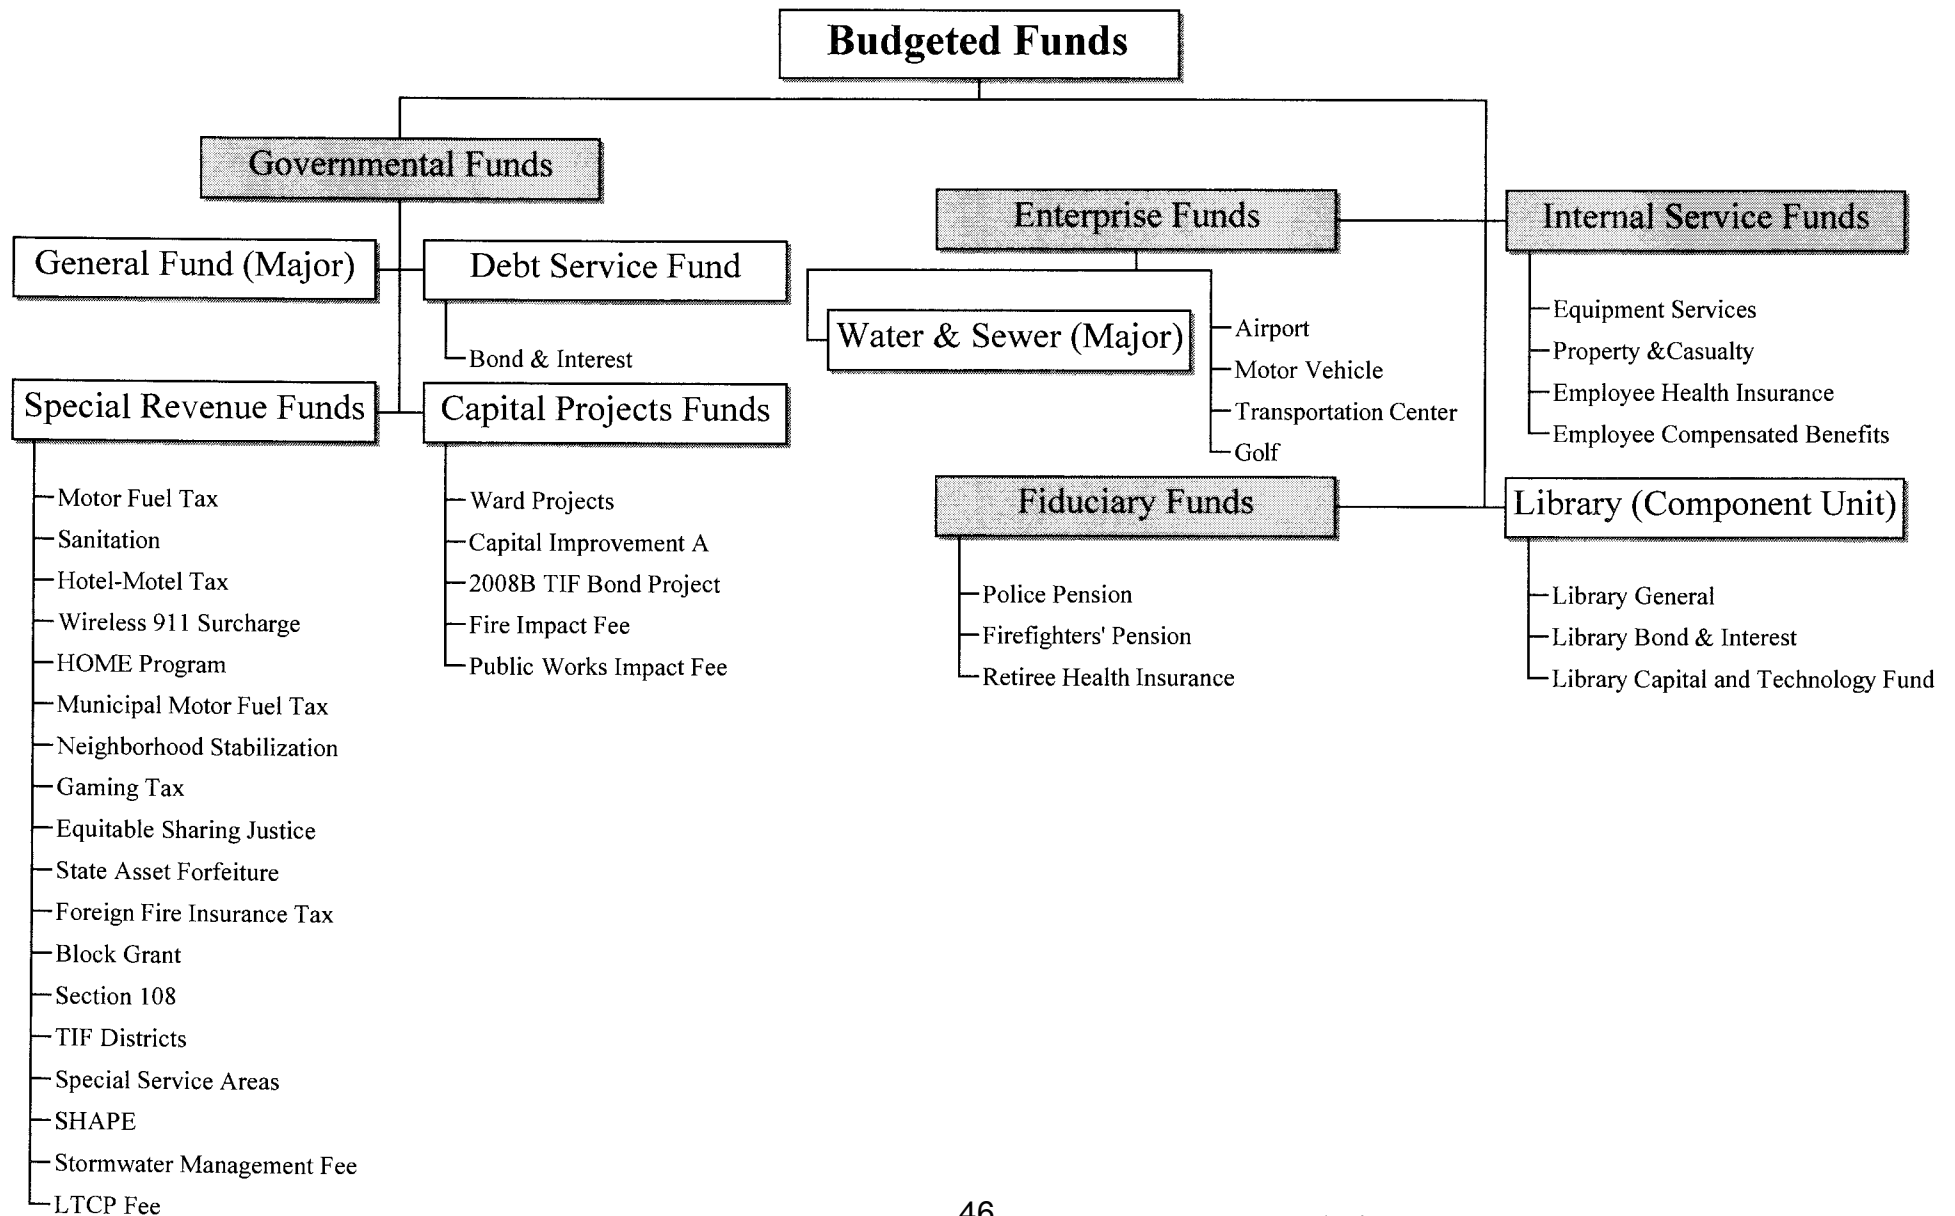 Budgeted Funds
Governmental Funds
General Fund (Major)
Debt Service Fund
Bond & Interest
Special Revenue Funds
Motor Fuel Tax
Sanitation
Hotel-Motel Tax
Wireless 911 Surcharge
HOME Program
Municipal Motor Fuel Tax
Neighborhood Stabilization
Gaming Tax
Equitable Sharing Justice
State Asset Forfeiture
Foreign Fire Insurance Tax
Block Grant
Section 108
TIF Districts
Special Service Areas
SHAPE
Stormwater Management Fee
LTCP Fee
Capital Projects Funds
Ward Projects
Capital Improvement A
2008B TIF Bond Project
Fire Impact Fee
Public Works Impact Fee
Enterprise Funds
Water & Sewer (Major)
Airport
Motor Vehicle
Transportation Center
Golf
Internal Service Funds
Equipment Services
Property &Casualty
Employee Health Insurance
Employee Compensated Benefits
Fiduciary Funds
Police Pension
Firefighters' Pension
Retiree Health Insurance
Library (Component Unit)
Library General
Library Bond & Interest
Library Capital and Technology Fund
46